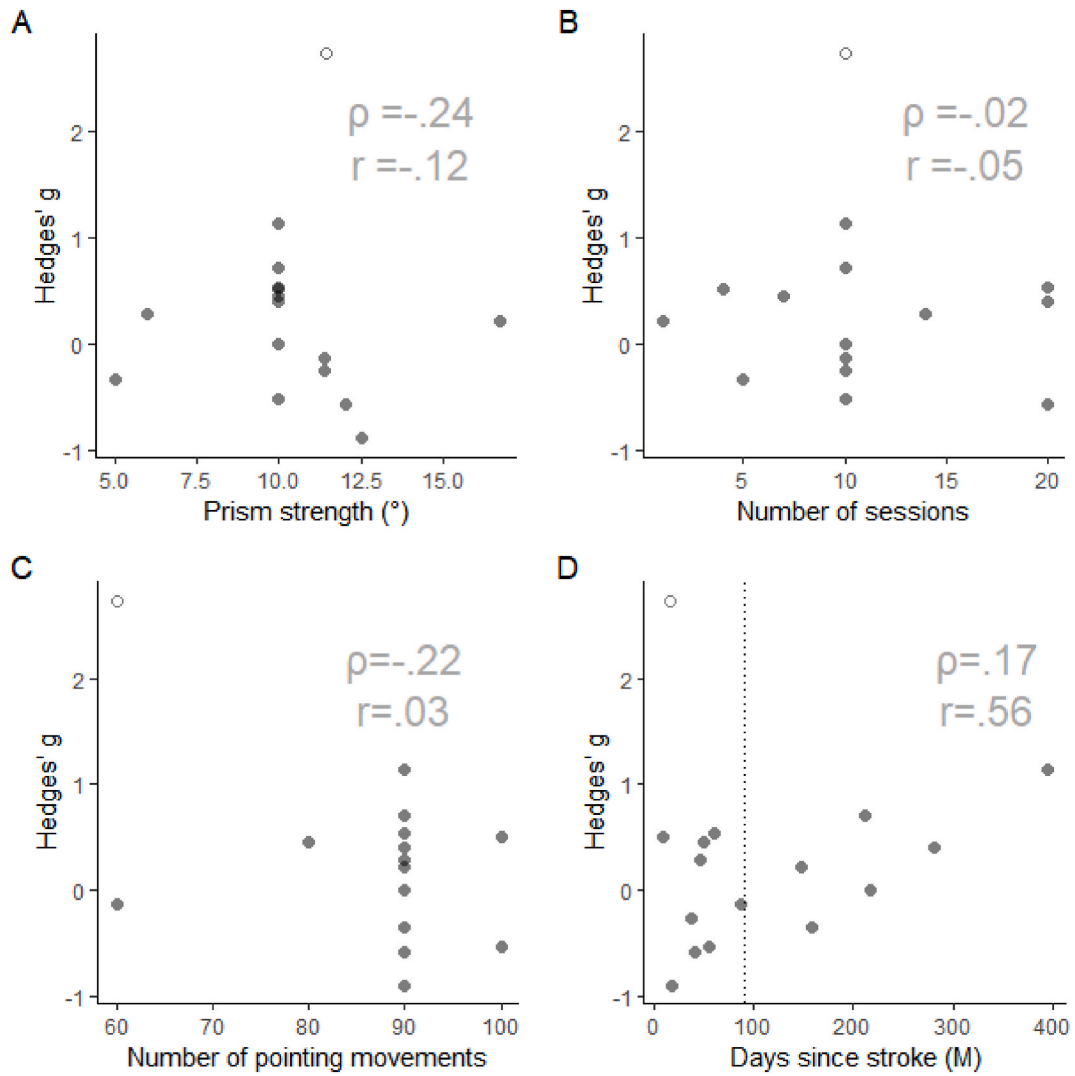 A
ρ =-.24
r =-.12
Hedges' g
2
1
0
-1
5.0 7.5 10.0 12.5 15.0
Prism strength (°)
B
ρ =-.02
r =-.05
Hedges' g
2
1
0
-1
5 10 15 20
Number of sessions
C
ρ=-.22
r=.03
Hedges' g
2
1
0
-1
60 70 80 90 100
Number of pointing movements
D
ρ=.17
r=.56
Hedges' g
2
1
0
-1
0 100 200 300 400
Days since stroke (M)